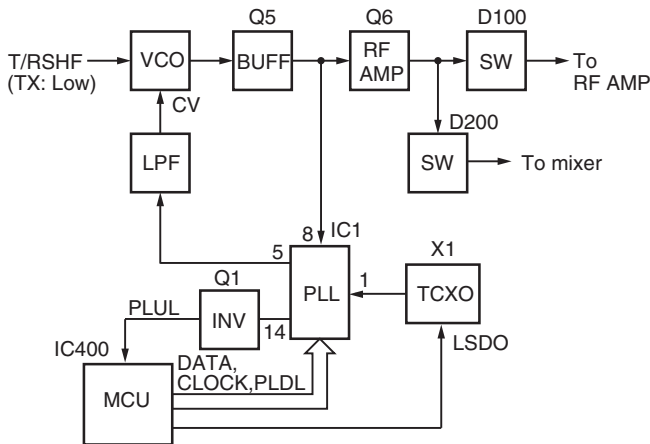 Q5
Q6
D100
T/RSHF
(TX: Low)
VCO
BUFF
RF
AMP
SW
To
RF AMP
CV
D200
LPF
SW
To mixer
8
IC1
5
X1
Q1
PLL
1
TCXO
PLUL
INV
14
LSDO
IC400
DATA,
CLOCK,PLDL
MCU